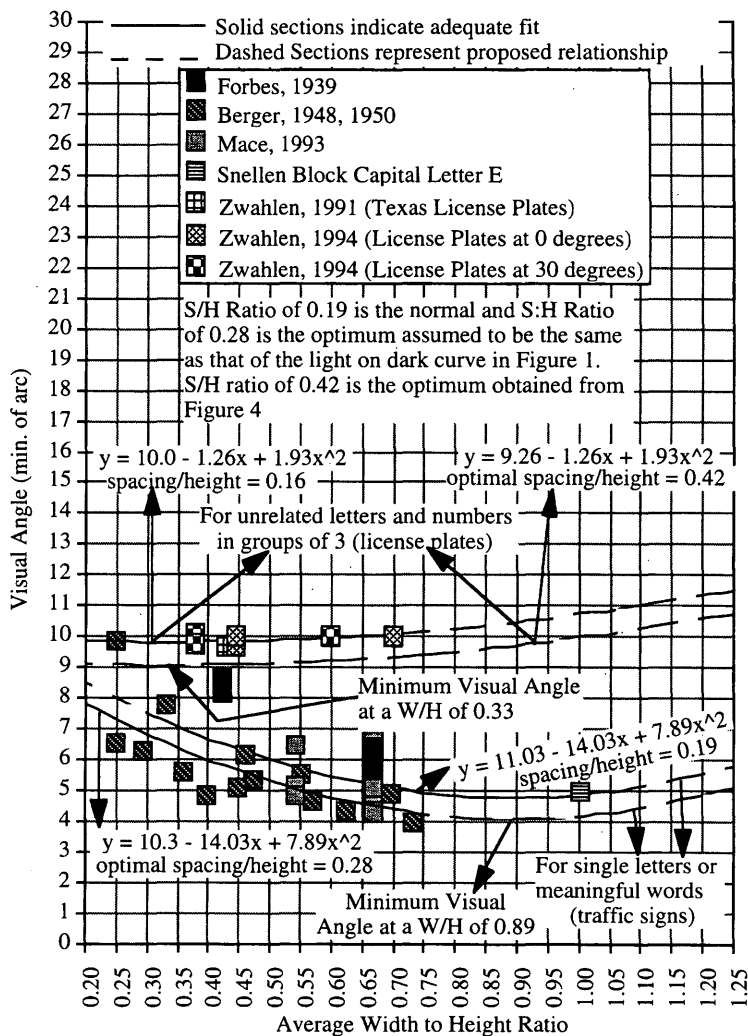 Solid sections indicate adequate fit
Dashed Sections represent proposed relationship
Forbes, 1939
Berger, 1948, 1950
Mace, 1993
Snellen Block Capital Letter E
Zwahlen, 1991 (Texas License Plates)
Zwahlen, 1994 (License Plates at 0 degrees)
Zwahlen, 1994 (License Plates at 30 degrees)
S/H Ratio of 0.19 is the normal and S:H Ratio
of 0.28 is the optimum assumed to be the same
as that of the light on dark curve in Figure 1.
S/H ratio of 0.42 is the optimum obtained from
Figure 4
y = 10.0 - 1.26x + 1.93x^2
spacing/height = 0.16
y = 9.26 - 1.26x + 1.93x^2
optimal spacing/height = 0.42
For unrelated letters and numbers
in groups of 3 (license plates)
Minimum Visual Angle
at a W/H of 0.33
y = 11.03 - 14.03x + 7.89x^2
spacing/height = 0.19
y = 10.3 - 14.03x + 7.89x^2
optimal spacing/height = 0.28
Minimum Visual
Angle at a W/H of 0.89
For single letters or
meaningful words
(traffic signs)
Visual Angle (min. of arc)
30
29
28
27
26
25
24
23
22
21
20
19
18
17
16
15
14
13
12
11
10
9
8
7
6
5
4
3
2
1
0
0.20
0.25
0.30
0.35
0.40
0.45
0.50
0.55
0.60
0.65
0.70
0.75
0.80
0.85
0.90
0.95
1.00
1.05
1.10
1.15
1.20
1.25
Average Width to Height Ratio